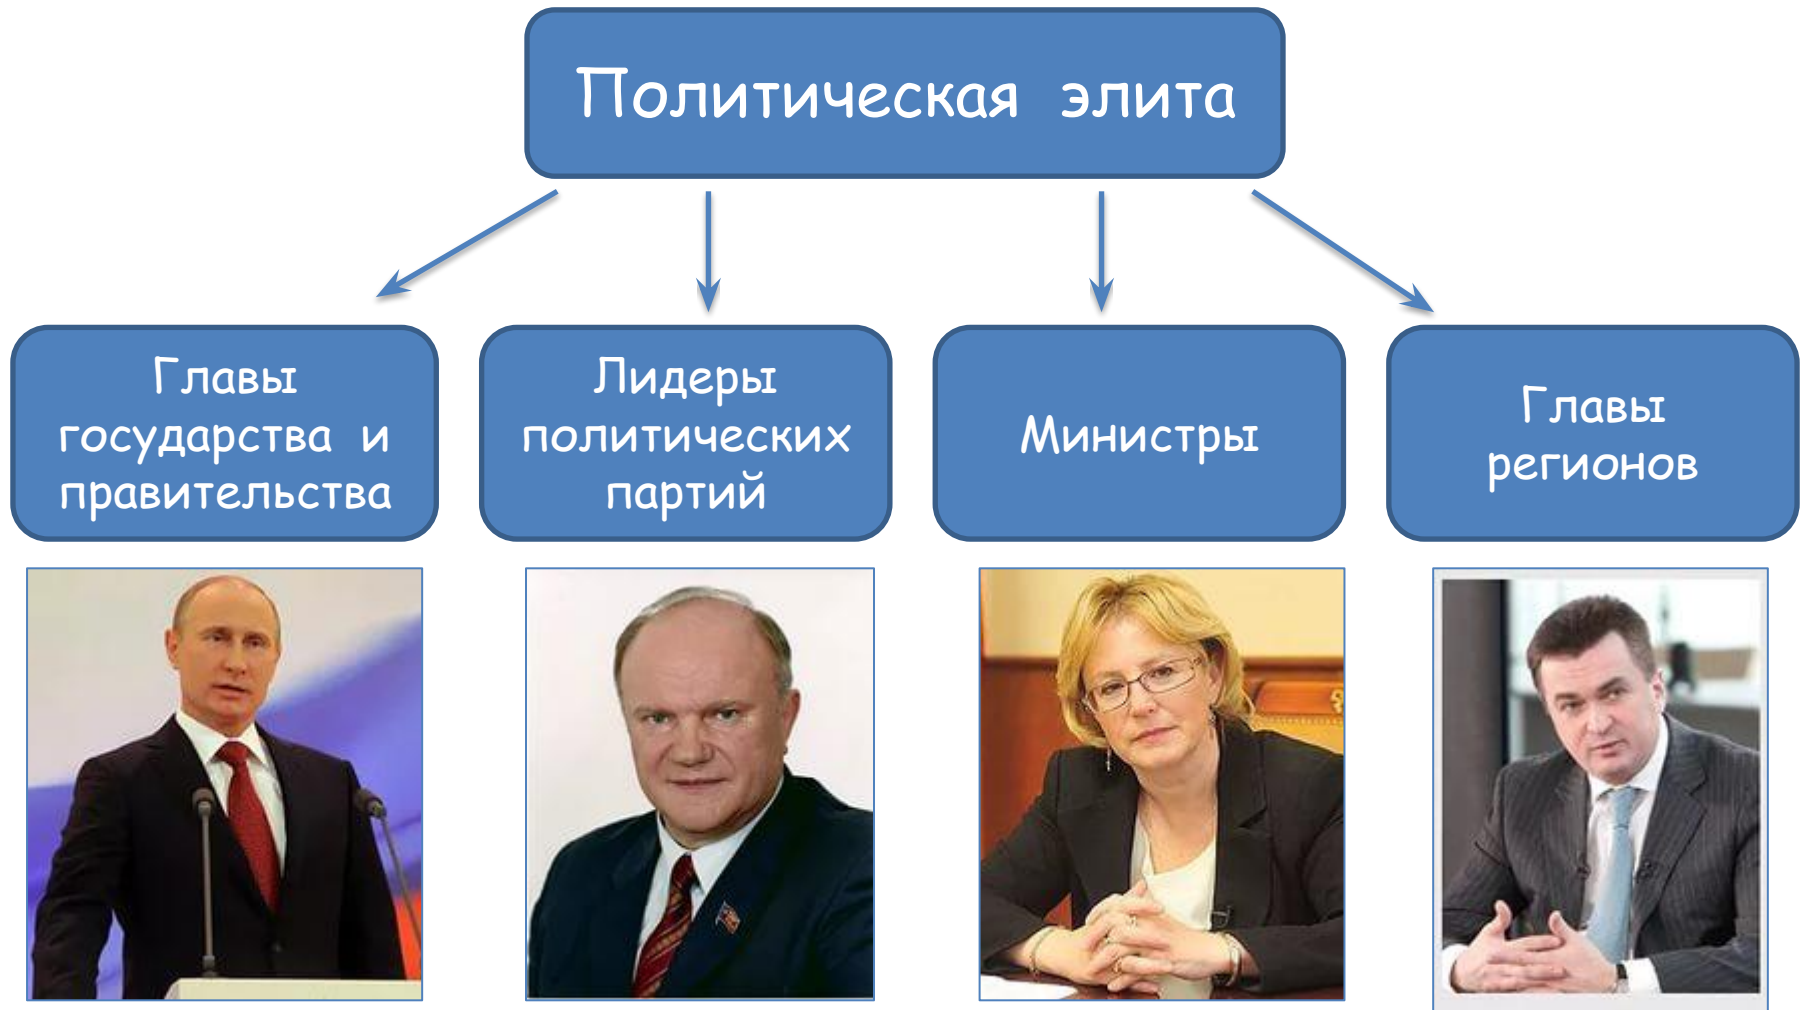 Политическая элита
Главы
государства и
правительства
Лидеры
политических
партий
Министры
Главы
регионов